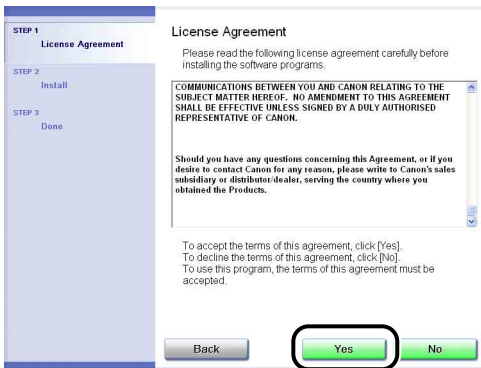 STEP 1
License Agreement
STEP 2
Install
STEP 3
Done
License Agreement
Please read the following license agreement carefully before
installing the software programs.
COMMUNICATIONS BETWEEN YOU AND CANON RELATING TO THE
SUBJECT MATTER HEREOF. NO AMENDMENT TO THIS AGREEMENT
SHALL BE EFFECTIVE UNLESS SIGNED BY A DULY AUTHORISED
REPRESENTATIVE OF CANON.
Should you have any questions concerning this Agreement, or if you
desire to contact Canon for any reason, please write to Canon's sales
subsidiary or distributor/dealer, serving the country where you
obtained the Products.
To accept the terms of this agreement, click [Yes].
To decline the terms of this agreement, click [No].
To use this program, the terms of this agreement must be
accepted.
Back
Yes
No